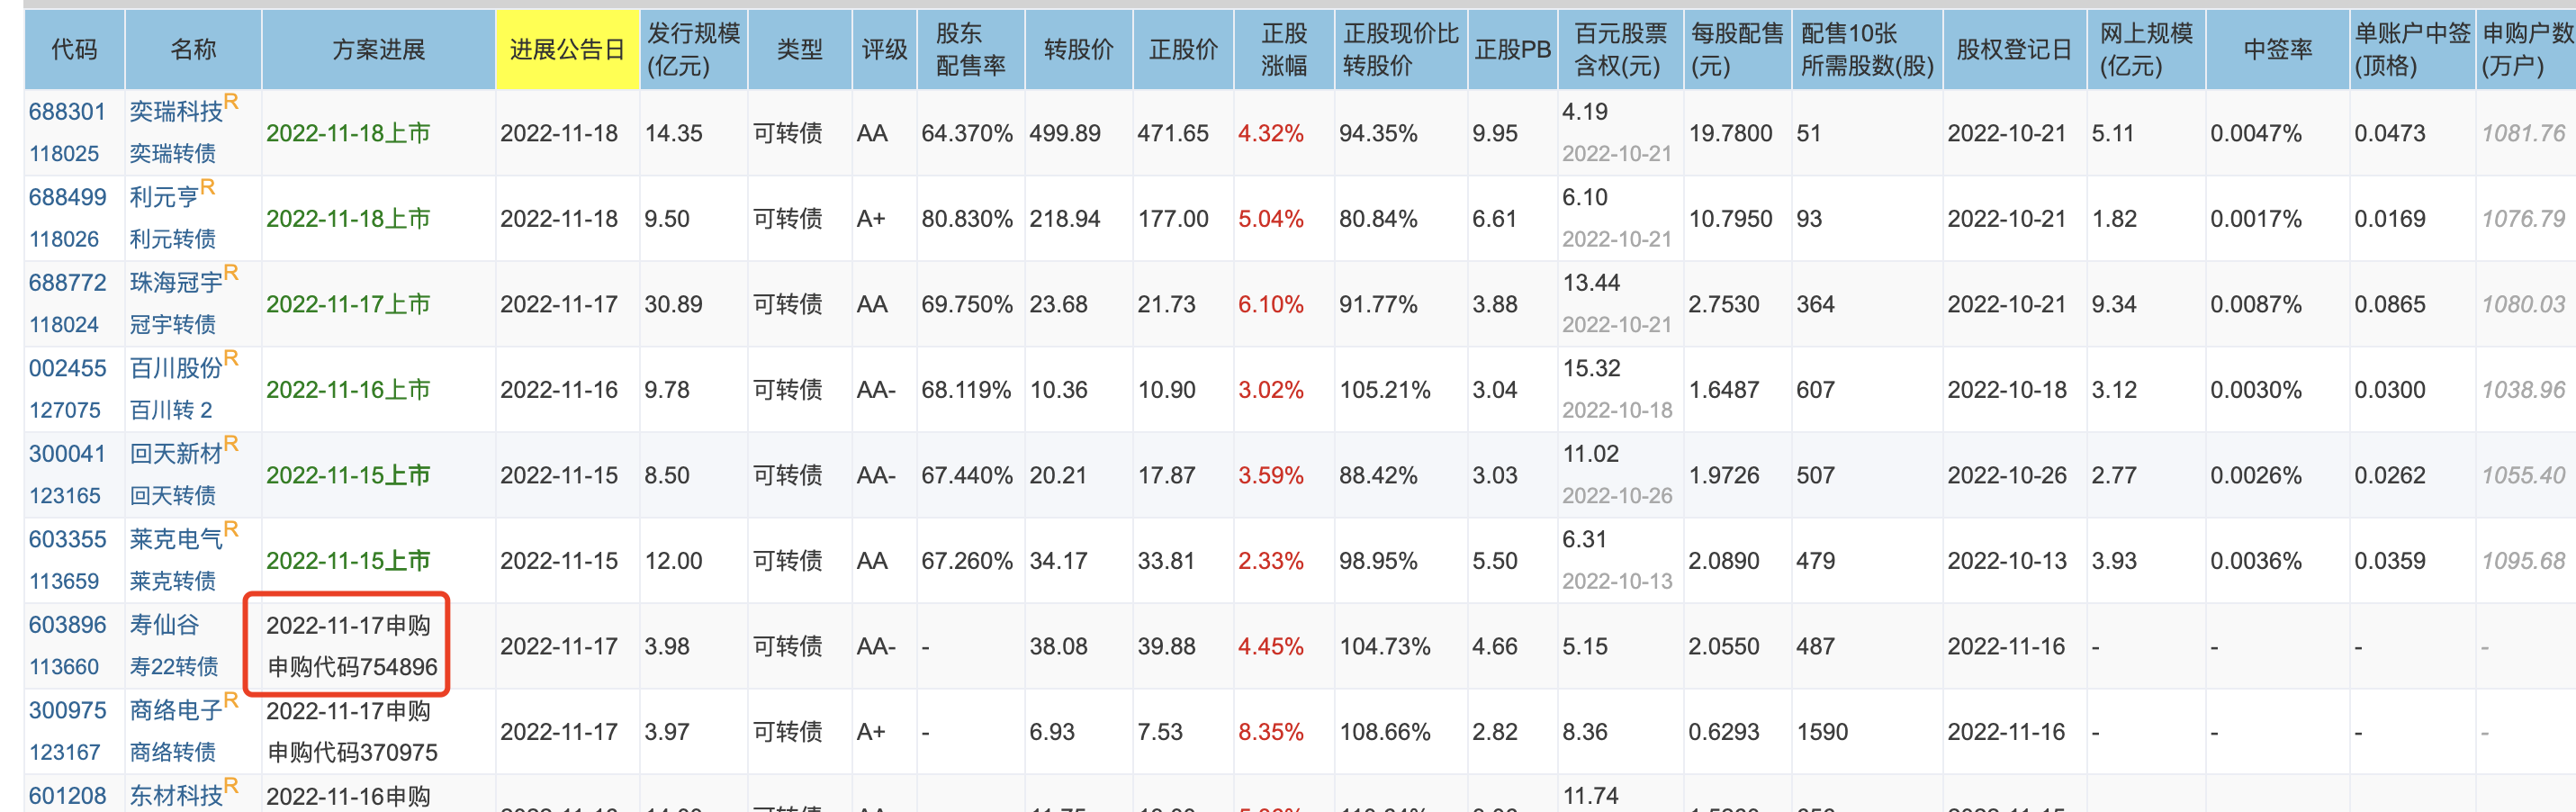 代码 名称 方案进展 进展公告日 发行规模(亿元) 类型 评级 股东配售率 转股价 正股价 正股涨幅 正股现价比转股价 正股PB 百元股票含权(元) 每股配售(元) 配售10张所需股数(股) 股权登记日 网上规模(亿元) 中签率 单账户中签(顶格) 申购户数(万户)
688301 奕瑞科技R 4.19
2022-11-18上市 2022-11-18 14.35 可转债 AA 64.370% 499.89 471.65 4.32% 94.35% 9.95 19.7800 51 2022-10-21 5.11 0.0047% 0.0473 1081.76
118025 奕瑞转债 2022-10-21
688499 利元亨R 6.10
2022-11-18上市 2022-11-18 9.50 可转债 A+ 80.830% 218.94 177.00 5.04% 80.84% 6.61 10.7950 93 2022-10-21 1.82 0.0017% 0.0169 1076.79
118026 利元转债 2022-10-21
688772 珠海冠宇R 13.44
2022-11-17上市 2022-11-17 30.89 可转债 AA 69.750% 23.68 21.73 6.10% 91.77% 3.88 2.7530 364 2022-10-21 9.34 0.0087% 0.0865 1080.03
118024 冠宇转债 2022-10-21
002455 百川股份R 15.32
2022-11-16上市 2022-11-16 9.78 可转债 AA- 68.119% 10.36 10.90 3.02% 105.21% 3.04 1.6487 607 2022-10-18 3.12 0.0030% 0.0300 1038.96
127075 百川转 2 2022-10-18
300041 回天新材R 11.02
2022-11-15上市 2022-11-15 8.50 可转债 AA- 67.440% 20.21 17.87 3.59% 88.42% 3.03 1.9726 507 2022-10-26 2.77 0.0026% 0.0262 1055.40
123165 回天转债 2022-10-26
603355 莱克电气R 6.31
2022-11-15上市 2022-11-15 12.00 可转债 AA 67.260% 34.17 33.81 2.33% 98.95% 5.50 2.0890 479 2022-10-13 3.93 0.0036% 0.0359 1095.68
113659 莱克转债 2022-10-13
603896 寿仙谷 2022-11-17申购
2022-11-17 3.98 可转债 AA- - 38.08 39.88 4.45% 104.73% 4.66 5.15 2.0550 487 2022-11-16 - - - -
113660 寿22转债 申购代码754896
300975 商络电子R 2022-11-17申购
2022-11-17 3.97 可转债 A+ - 6.93 7.53 8.35% 108.66% 2.82 8.36 0.6293 1590 2022-11-16 - - - -
123167 商络转债 申购代码370975
601208 东材科技R 2022-11-16申购 11.74